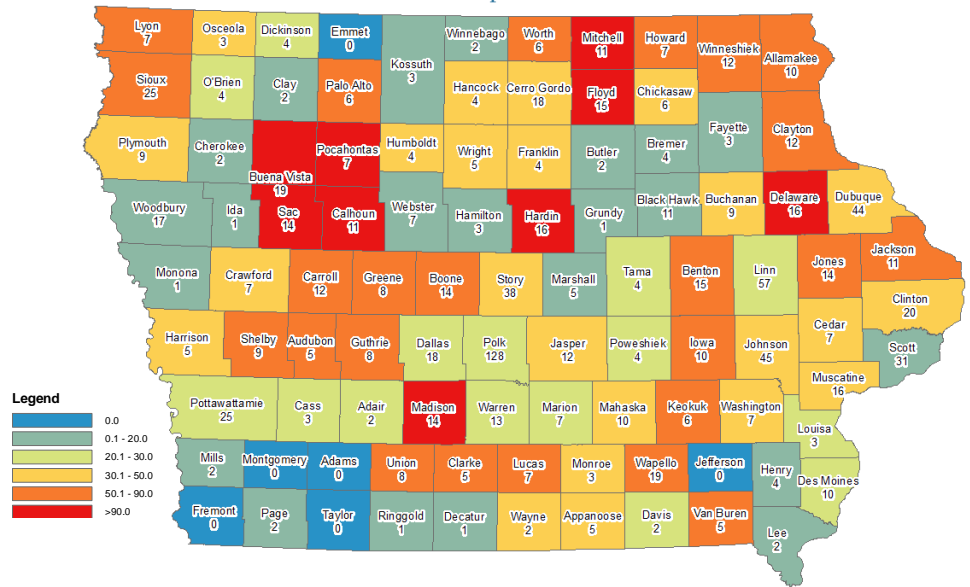 Lyon
7
Osceola
3
Dickinson
4
Emmet
0
Winnebago
2
Worth
6
Mitchell
11
Howard
7
Winneshiek
12
Allamakee
10
Kossuth
3
Sioux
25
O'Brien
4
Clay
2
Palo Alto
6
Hancock
4
Cerro Gordo
18
Floyd
15
Chickasaw
6
Fayette
3
Clayton
12
Plymouth
9
Cherokee
2
Buena Vista
19
Pocahontas
7
Humboldt
4
Wright
5
Franklin
4
Butler
2
Bremer
4
Woodbury
17
Ida
1
Sac
14
Calhoun
11
Webster
7
Hamilton
3
Hardin
16
Grundy
1
Black Hawk
11
Buchanan
9
Delaware
16
Dubuque
44
Monona
1
Crawford
7
Carroll
12
Greene
8
Boone
14
Story
38
Marshall
5
Tama
4
Benton
15
Linn
57
Jones
14
Jackson
11
Clinton
20
Harrison
5
Shelby
9
Audubon
5
Guthrie
8
Dallas
18
Polk
128
Jasper
12
Poweshiek
4
Iowa
10
Johnson
45
Cedar
7
Scott
31
Muscatine
16
Pottawattamie
25
Cass
3
Adair
2
Madison
14
Warren
13
Marion
7
Mahaska
10
Keokuk
6
Washington
7
Louisa
3
Mills
2
Montgomery
0
Adams
0
Union
8
Clarke
5
Lucas
7
Monroe
3
Wapello
19
Jefferson
0
Henry
4
Des Moines
10
Fremont
0
Page
2
Taylor
0
Ringgold
1
Decatur
1
Wayne
2
Appanoose
5
Davis
2
Van Buren
5
Lee
2
Legend
0.0
0.1 - 20.0
20.1 - 30.0
30.1 - 50.0
50.1 - 90.0
>90.0